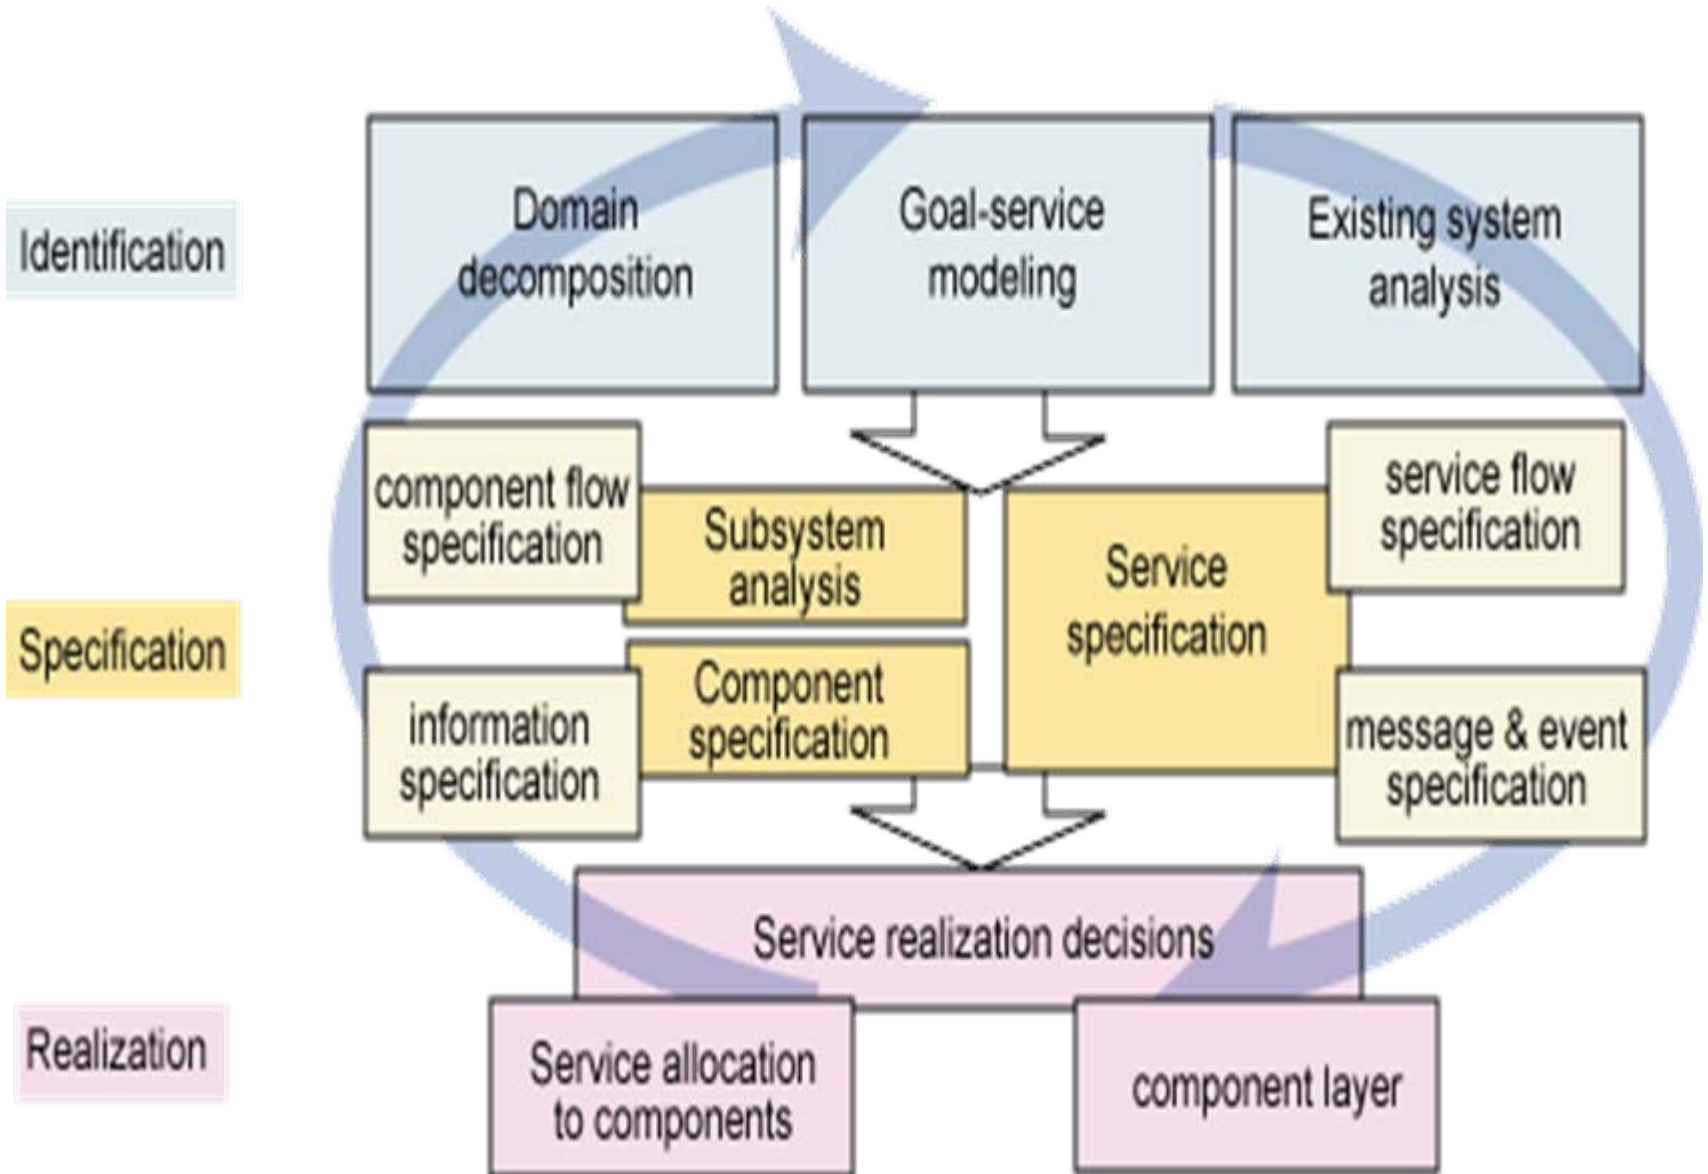 Identification
Domain
decomposition
Goal-service
modeling
Existing system
analysis
Specification
component flow
specification
Subsystem
analysis
Service
specification
service flow
specification
information
specification
Component
specification
message & event
specification
Realization
Service realization decisions
Service allocation
to components
component layer